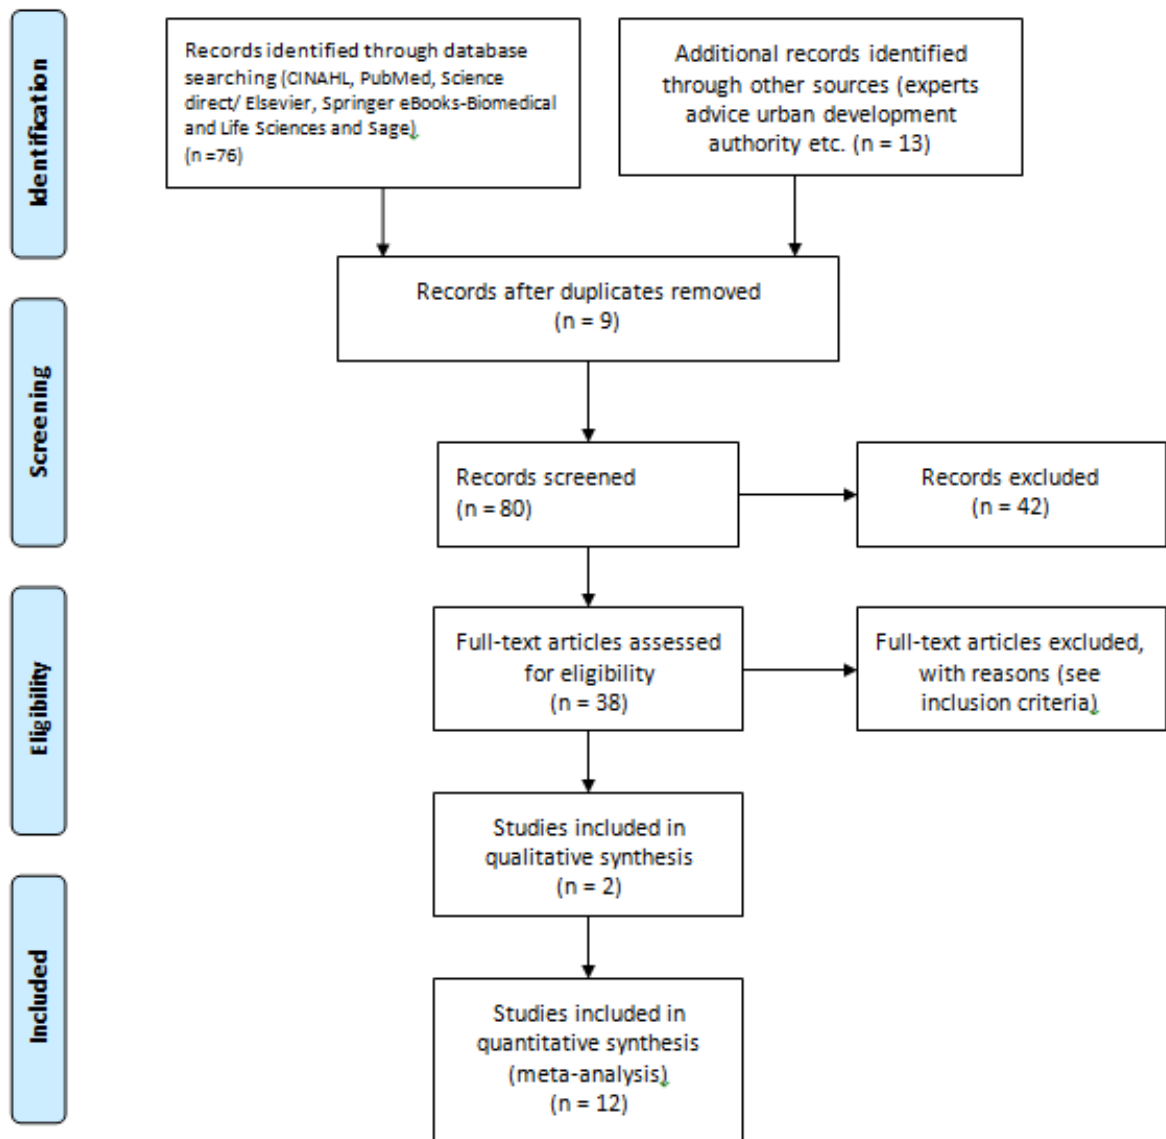 Identification
Records identified through database
searching (CINAHL, PubMed, Science
direct/ Elsevier, Springer eBooks-Biomedical
and Life Sciences and Sage)
(n =76)
Additional records identified
through other sources (experts
advice urban development
authority etc. (n = 13)
Records after duplicates removed
(n = 9)
Screening
Records screened
(n = 80)
Records excluded
(n = 42)
Eligibility
Full-text articles assessed
for eligibility
(n = 38)
Full-text articles excluded,
with reasons (see
inclusion criteria)
Studies included in
qualitative synthesis
(n = 2)
Included
Studies included in
quantitative synthesis
(meta-analysis)
(n = 12)